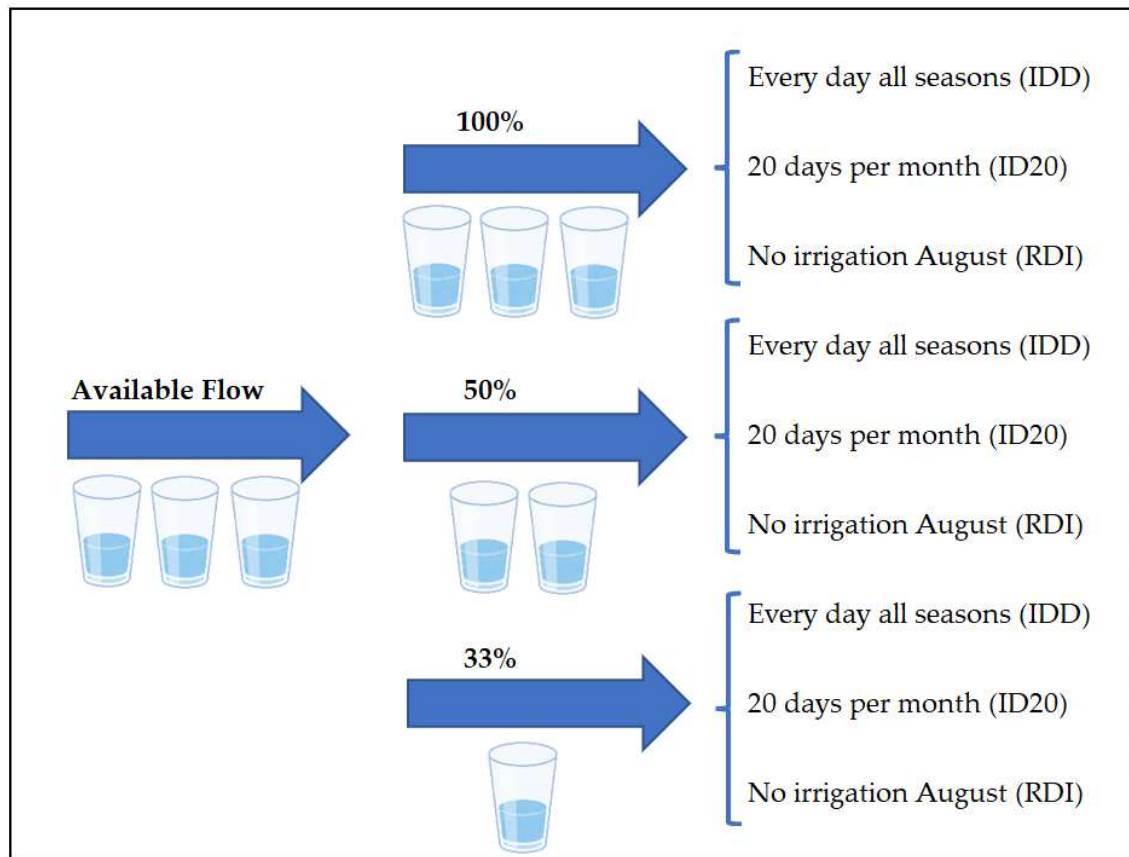 100%
Every day all seasons (IDD)
20 days per month (ID20)
No irrigation August (RDI)
Available Flow
50%
Every day all seasons (IDD)
20 days per month (ID20)
No irrigation August (RDI)
33%
Every day all seasons (IDD)
20 days per month (ID20)
No irrigation August (RDI)